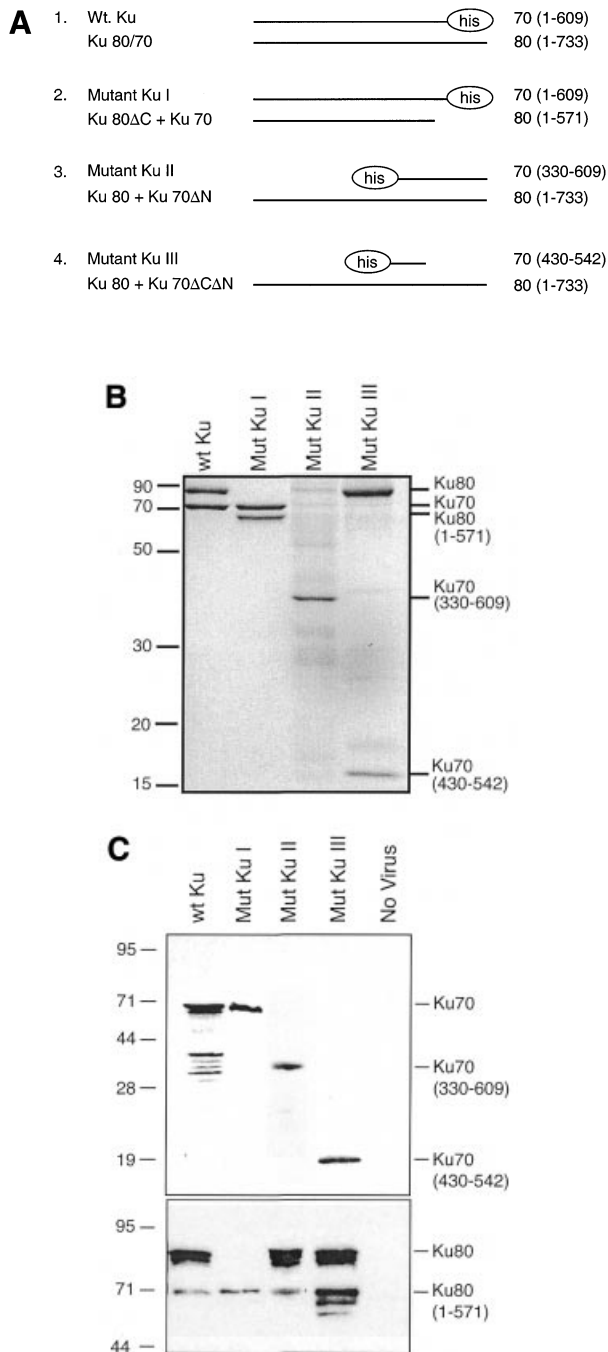 A
1. Wt. Ku his 70 (1-609)
Ku 80/70 80 (1-733)
2. Mutant Ku I his 70 (1-609)
Ku 80ΔC + Ku 70 80 (1-571)
3. Mutant Ku II his 70 (330-609)
Ku 80 + Ku 70ΔN 80 (1-733)
4. Mutant Ku III his 70 (430-542)
Ku 80 + Ku 70ΔCΔN 80 (1-733)
B
wt Ku
Mut Ku I
Mut Ku II
Mut Ku III
90
70
50
30
20
15
Ku80
Ku70
Ku80
(1-571)
Ku70
(330-609)
Ku70
(430-542)
C
wt Ku
Mut Ku I
Mut Ku II
Mut Ku III
No Virus
95
71
44
28
19
Ku70
Ku70
(330-609)
Ku70
(430-542)
95
71
44
Ku80
Ku80
(1-571)